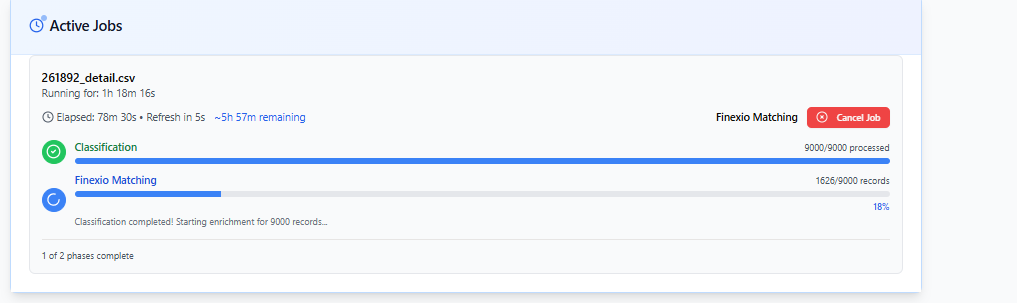 Active Jobs
261892_detail.csv
Running for: 1h 18m 16s
Elapsed: 78m 30s • Refresh in 5s ~5h 57m remaining
Finexio Matching
Cancel Job
Classification
9000/9000 processed
Finexio Matching
1626/9000 records
18%
Classification completed! Starting enrichment for 9000 records...
1 of 2 phases complete